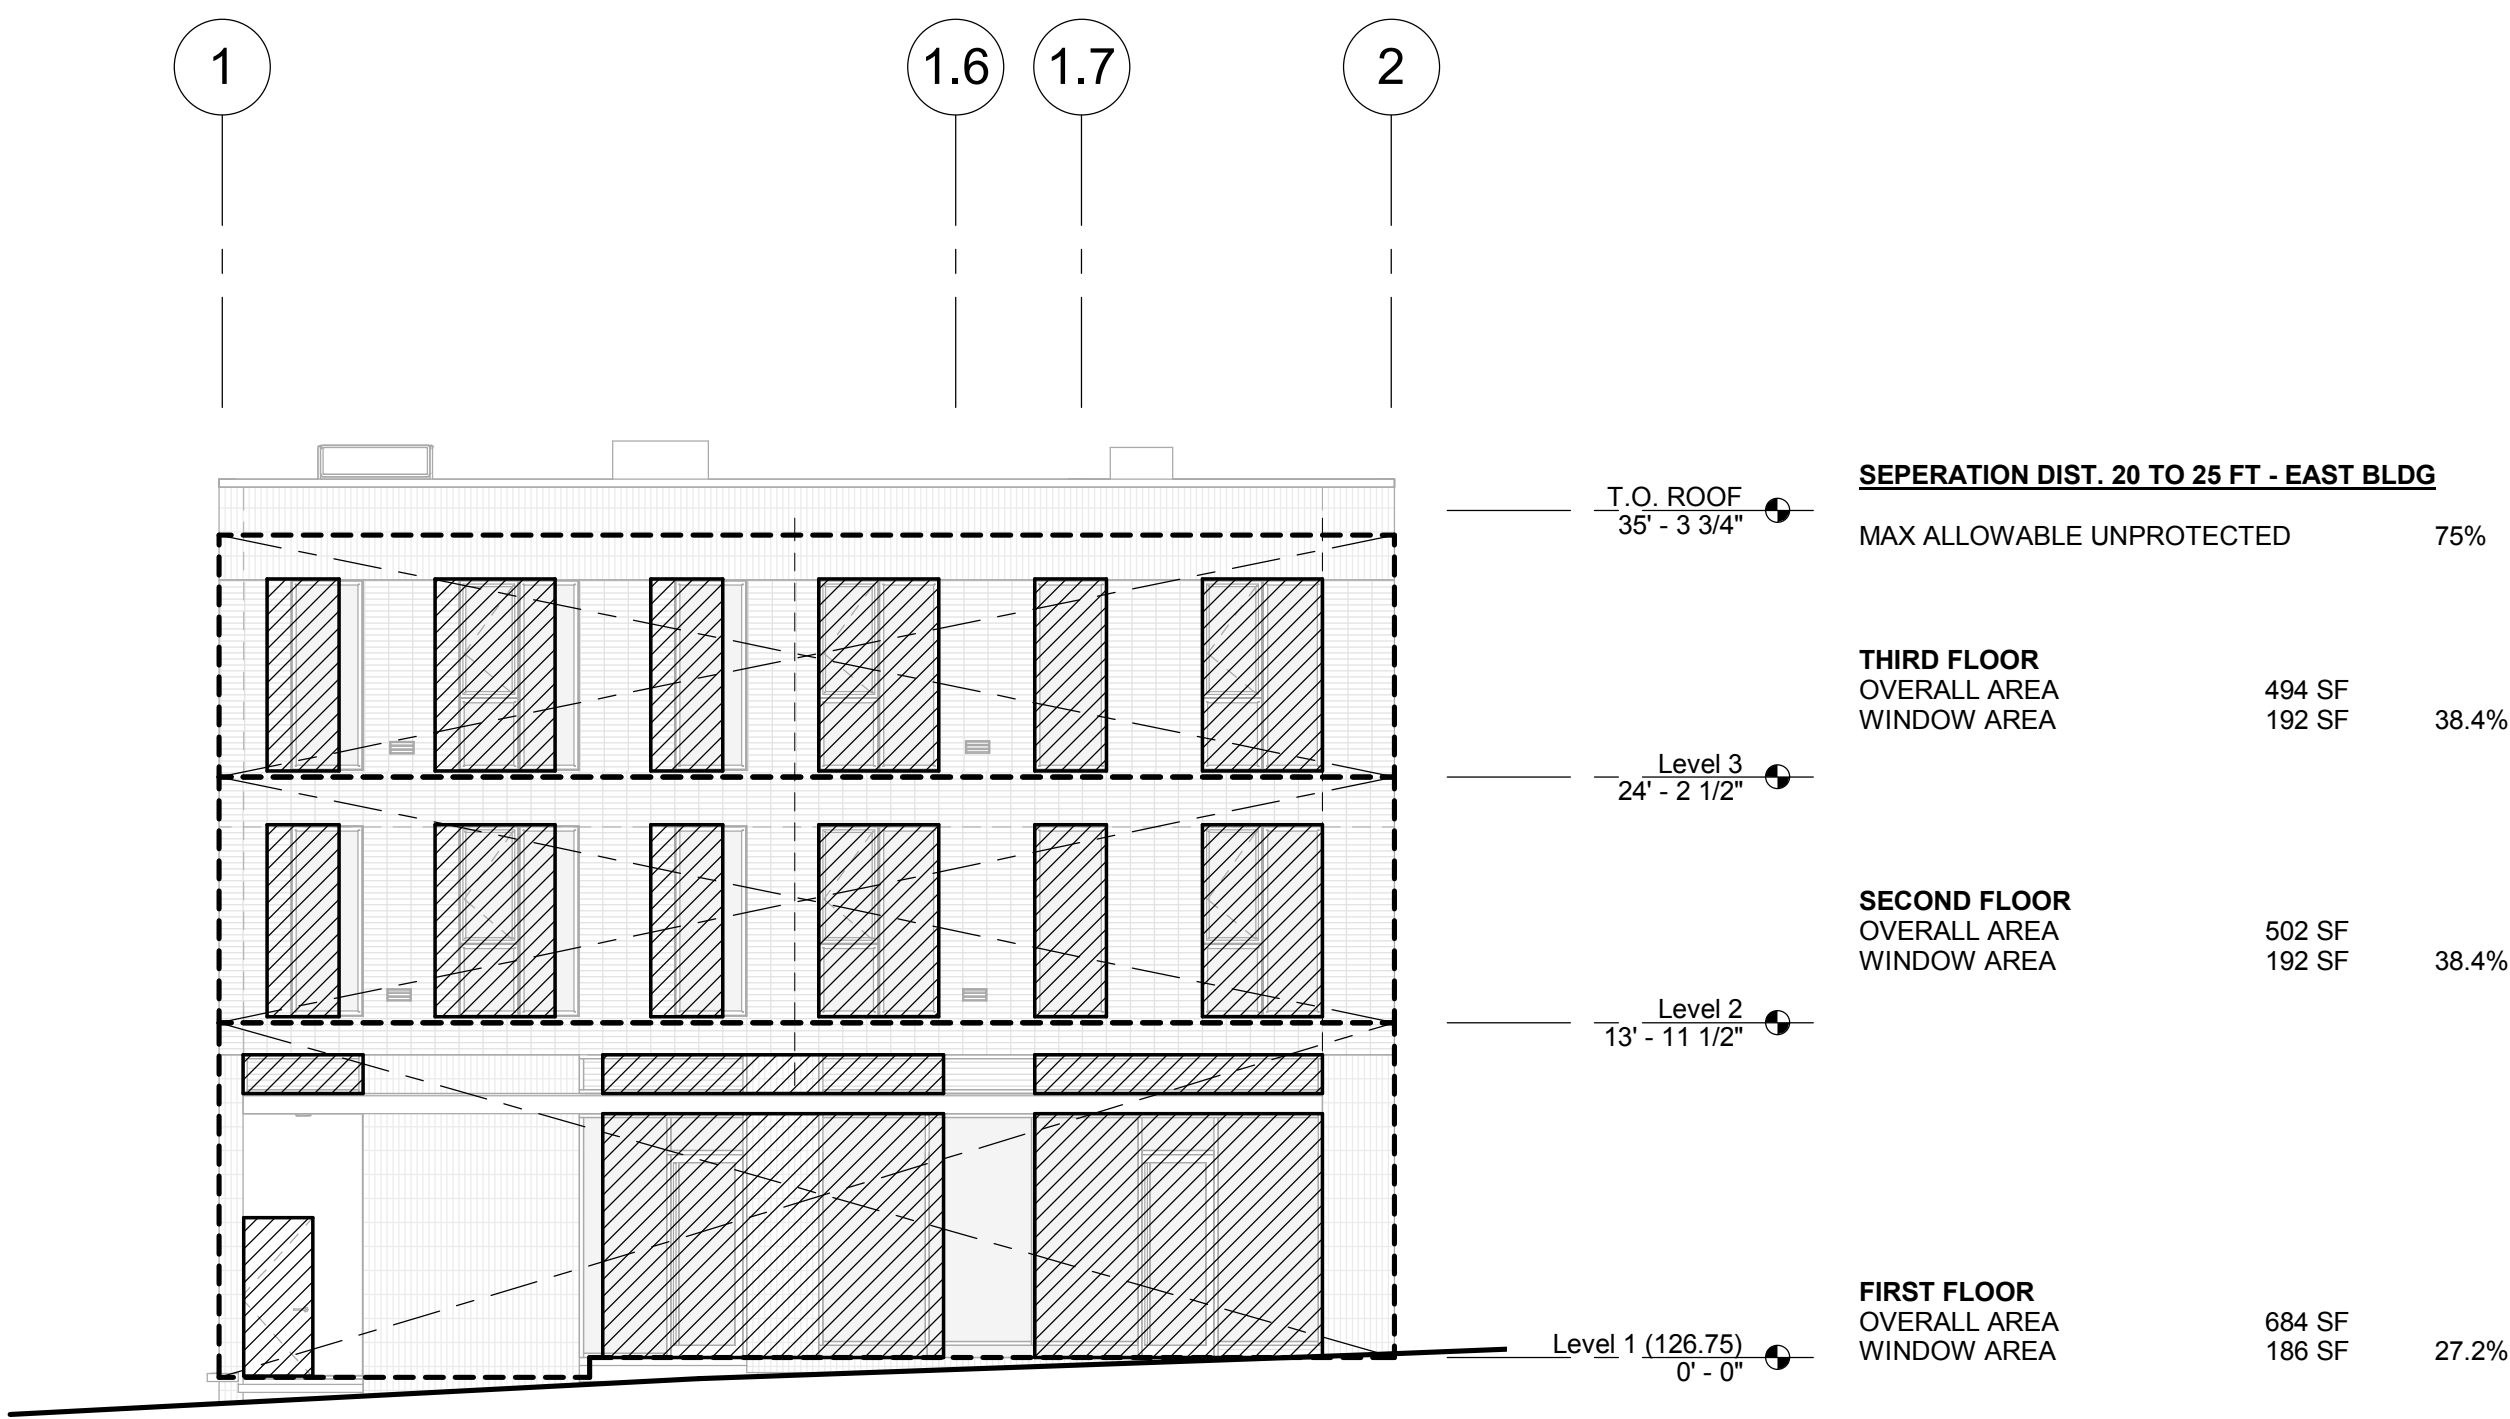 1
1.6
1.7
2
SEPERATION DIST. 20 TO 25 FT - EAST BLDG
T.O. ROOF
35' - 3 3/4"
MAX ALLOWABLE UNPROTECTED 75%
THIRD FLOOR
OVERALL AREA 494 SF
WINDOW AREA 192 SF 38.4%
Level 3
24' - 2 1/2"
SECOND FLOOR
OVERALL AREA 502 SF
WINDOW AREA 192 SF 38.4%
Level 2
13' - 11 1/2"
FIRST FLOOR
OVERALL AREA 684 SF
WINDOW AREA 186 SF 27.2%
Level 1 (126.75)
0' - 0"